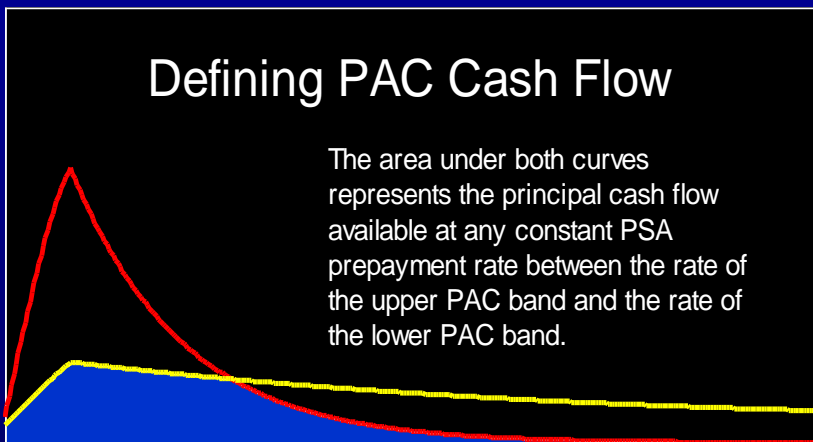 Defining PAC Cash Flow
The area under both curves
represents the principal cash flow
available at any constant PSA
prepayment rate between the rate of
the upper PAC band and the rate of
the lower PAC band.